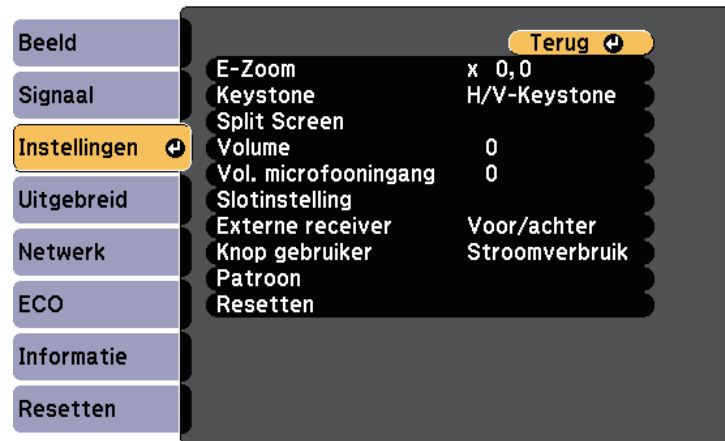 Beeld
Signaal
Instellingen
Uitgebreid
Netwerk
ECO
Informatie
Resetten
Terug
E-Zoom x 0,0
Keystone H/V-Keystone
Split Screen
Volume 0
Vol. microfooningang 0
Slotinstelling
Externe receiver Voor/achter
Knop gebruiker Stroomverbruik
Patroon
Resetten